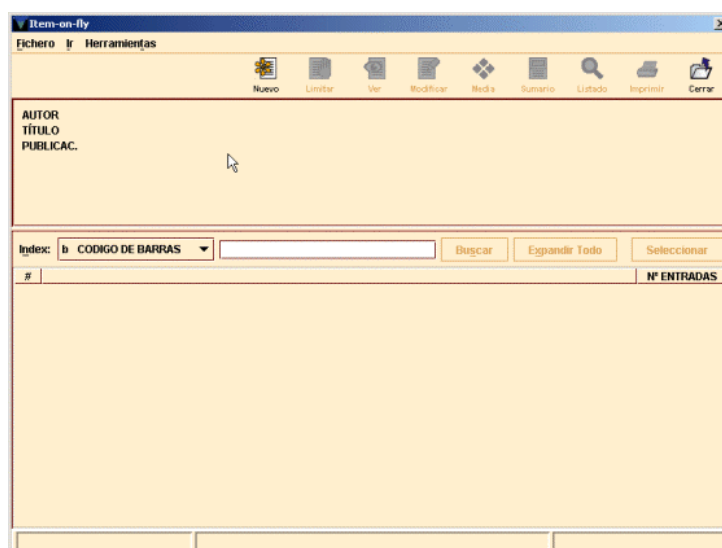 Item-on-fly
Fichero Ir Herramientas
Nuevo Limitar Ver Modificar Media Sumario Listado Imprimir Cerrar
AUTOR
TÍTULO
PUBLICAC.
Index: b CODIGO DE BARRAS Buscar Expandir Todo Seleccionar
# Nº ENTRADAS